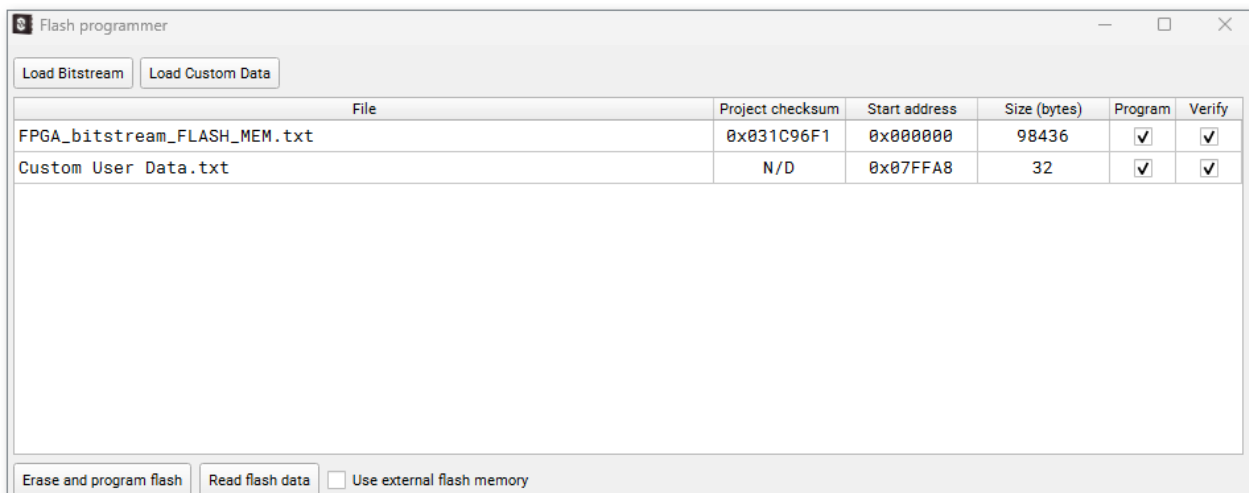 Flash programmer
Load Bitstream Load Custom Data
File Project checksum Start address Size (bytes) Program Verify
FPGA_bitstream_FLASH_MEM.txt 0x031C96F1 0x000000 98436
Custom User Data.txt N/D 0x07FFA8 32
Erase and program flash Read flash data Use external flash memory